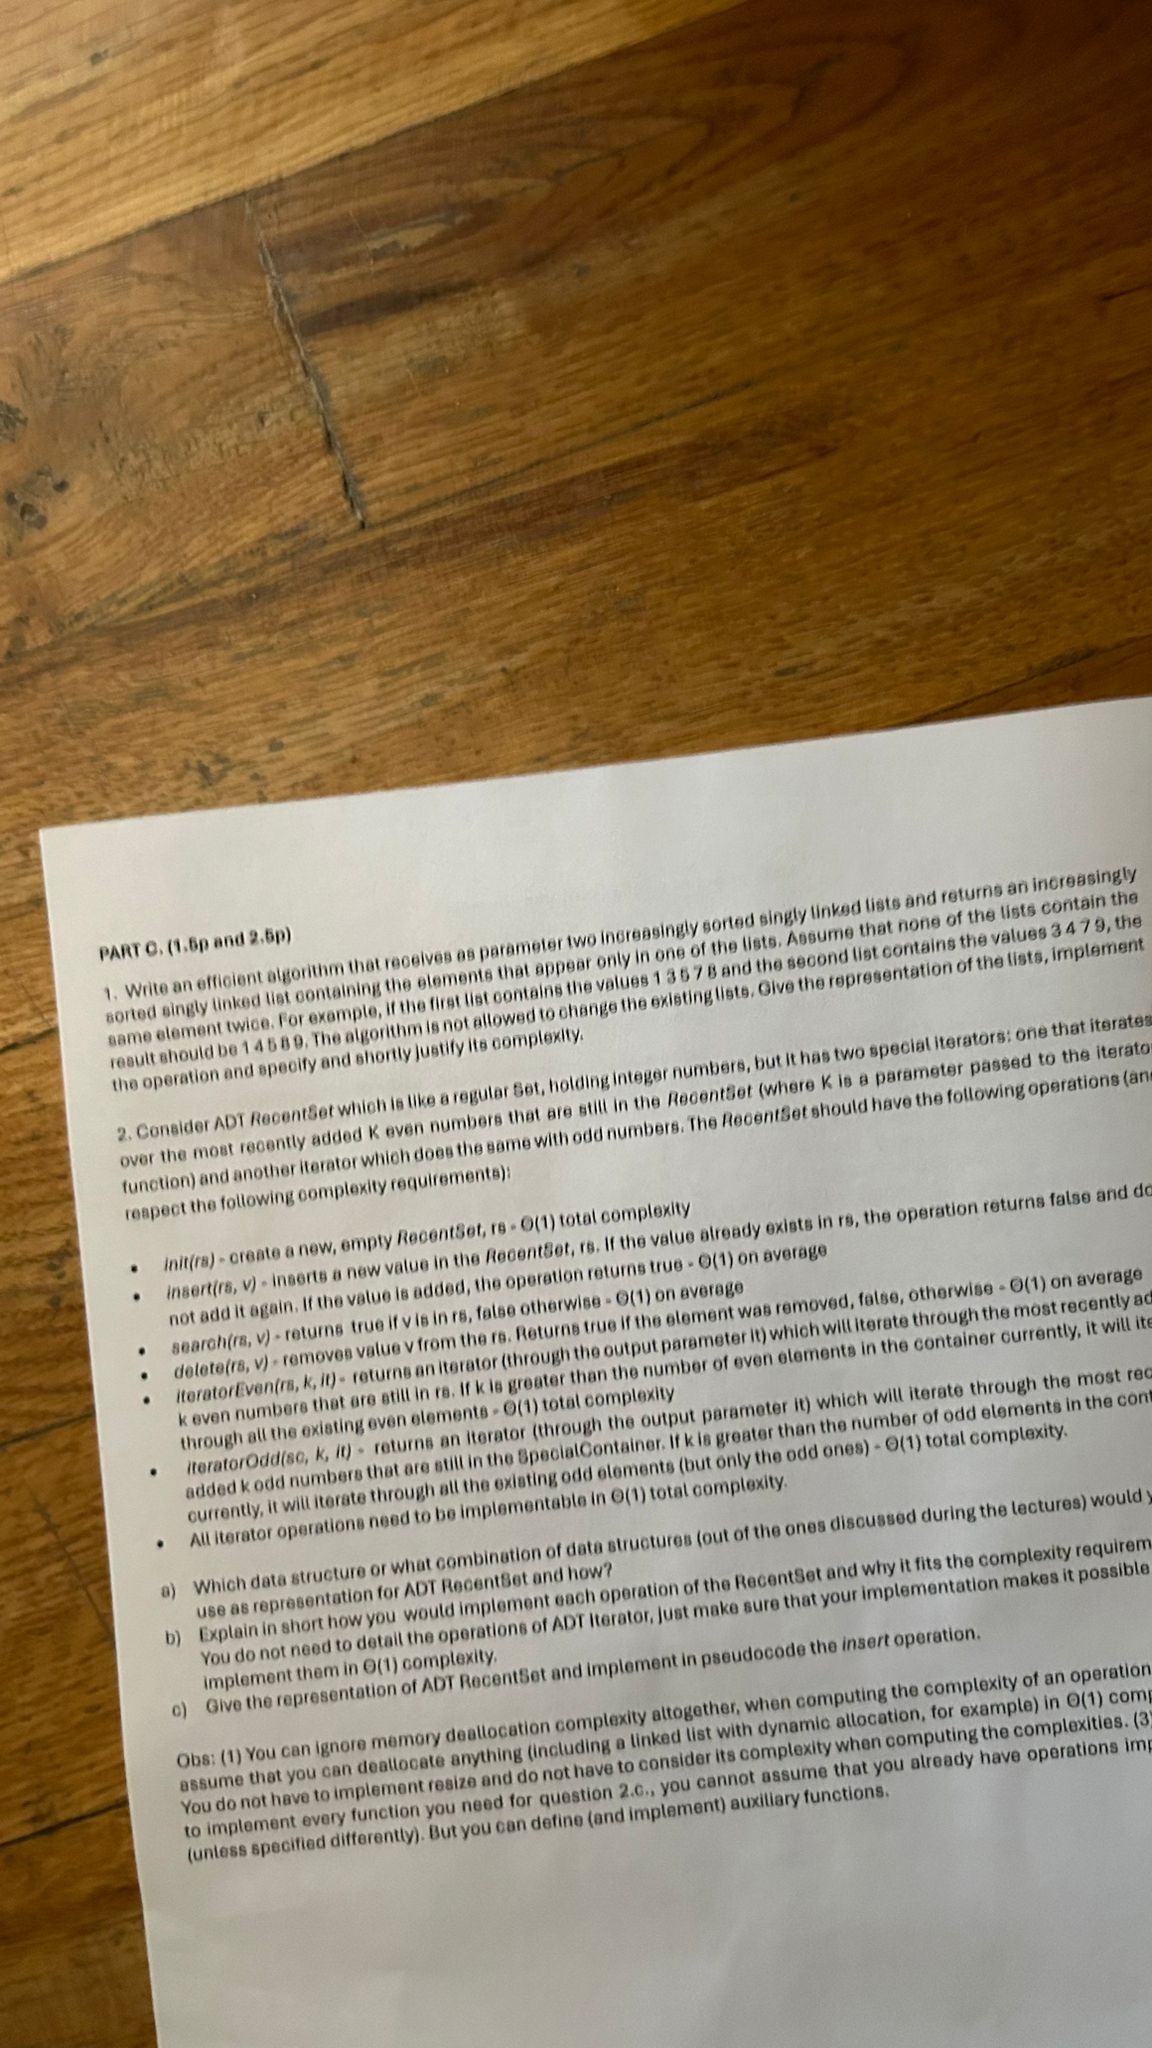 PART C. (1.5p and 2.5p)
1. Write an efficient algorithm that receives as parameter two increasingly sorted singly linked lists and returns an increasingly
sorted singly linked list containing the elements that appear only in one of the lists. Assume that none of the lists contain the
same element twice. For example, if the first list contains the values 1 3 5 7 8 and the second list contains the values 3 4 7 9, the
result should be 1 4 5 8 9. The algorithm is not allowed to change the existing lists. Give the representation of the lists, implement
the operation and specify and shortly justify its complexity.
2. Consider ADT RecentSet which is like a regular Set, holding integer numbers, but it has two special iterators: one that iterates
over the most recently added K even numbers that are still in the RecentSet (where K is a parameter passed to the iterato
function) and another iterator which does the same with odd numbers. The RecentSet should have the following operations (an
respect the following complexity requirements):
• init(rs) - create a new, empty RecentSet, rs - Θ(1) total complexity
• insert(rs, v) - inserts a new value in the RecentSet, rs. If the value already exists in rs, the operation returns false and do
not add it again. If the value is added, the operation returns true - Θ(1) on average
• search(rs, v) - returns true if v is in rs, false otherwise - Θ(1) on average
• delete(rs, v) - removes value v from the rs. Returns true if the element was removed, false, otherwise - Θ(1) on average
• iteratorEven(rs, k, it) - returns an iterator (through the output parameter it) which will iterate through the most recently ad
k even numbers that are still in rs. If k is greater than the number of even elements in the container currently, it will ite
through all the existing even elements - Θ(1) total complexity
• iteratorOdd(sc, k, it) - returns an iterator (through the output parameter it) which will iterate through the most rec
added k odd numbers that are still in the SpecialContainer. If k is greater than the number of odd elements in the cont
currently, it will iterate through all the existing odd elements (but only the odd ones) - Θ(1) total complexity.
• All iterator operations need to be implementable in Θ(1) total complexity.
a) Which data structure or what combination of data structures (out of the ones discussed during the lectures) would y
use as representation for ADT RecentSet and how?
b) Explain in short how you would implement each operation of the RecentSet and why it fits the complexity requirem
You do not need to detail the operations of ADT Iterator, just make sure that your implementation makes it possible
implement them in Θ(1) complexity.
c) Give the representation of ADT RecentSet and implement in pseudocode the insert operation.
Obs: (1) You can ignore memory deallocation complexity altogether, when computing the complexity of an operation
assume that you can deallocate anything (including a linked list with dynamic allocation, for example) in Θ(1) comp
You do not have to implement resize and do not have to consider its complexity when computing the complexities. (3)
to implement every function you need for question 2.c., you cannot assume that you already have operations imp
(unless specified differently). But you can define (and implement) auxiliary functions.